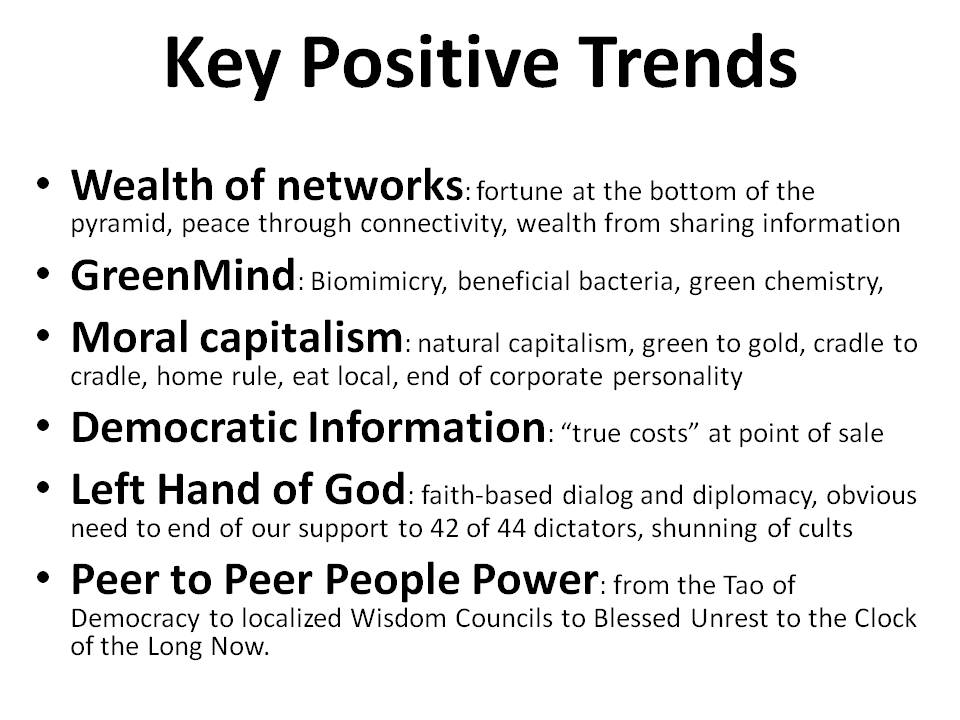 Key Positive Trends
• Wealth of networks: fortune at the bottom of the
pyramid, peace through connectivity, wealth from sharing information
• GreenMind: Biomimicry, beneficial bacteria, green chemistry,
• Moral capitalism: natural capitalism, green to gold, cradle to
cradle, home rule, eat local, end of corporate personality
• Democratic Information: “true costs” at point of sale
• Left Hand of God: faith-based dialog and diplomacy, obvious
need to end of our support to 42 of 44 dictators, shunning of cults
• Peer to Peer People Power: from the Tao of
Democracy to localized Wisdom Councils to Blessed Unrest to the Clock
of the Long Now.